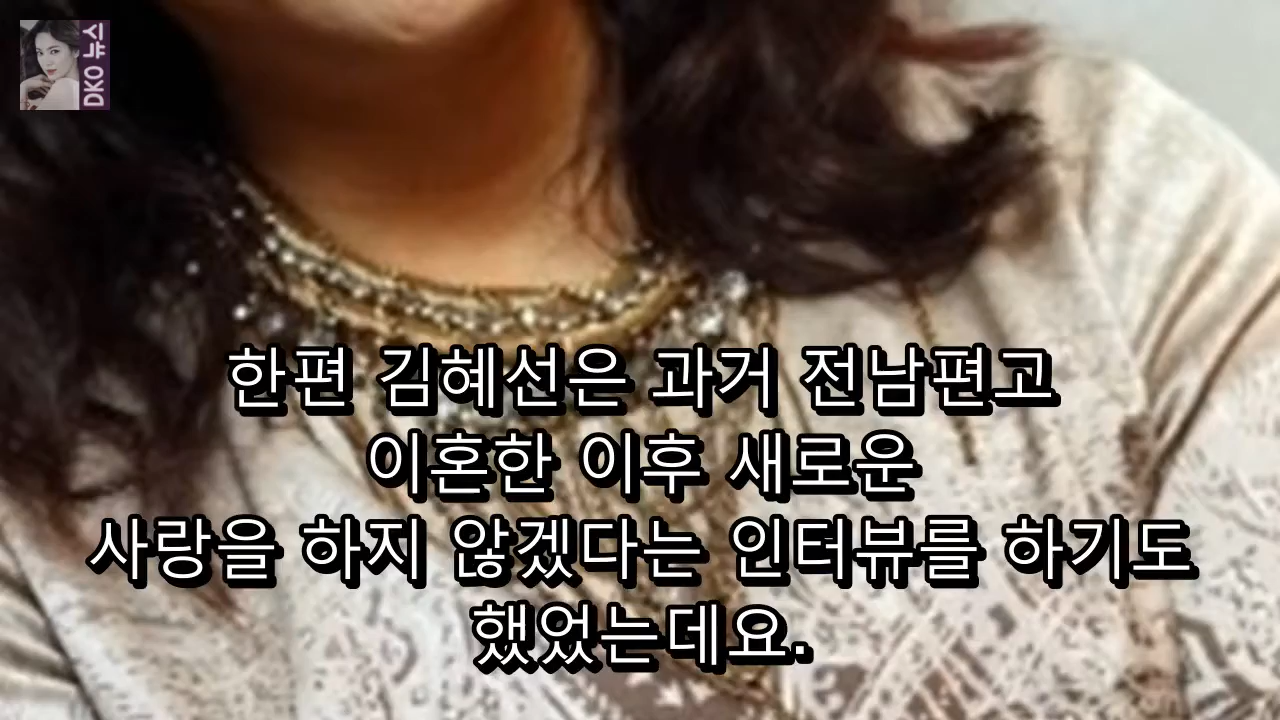 DKO 뉴스
한편 김혜선은 과거 전남편고
이혼한 이후 새로운
사랑을 하지 않겠다는 인터뷰를 하기도
했었는데요.